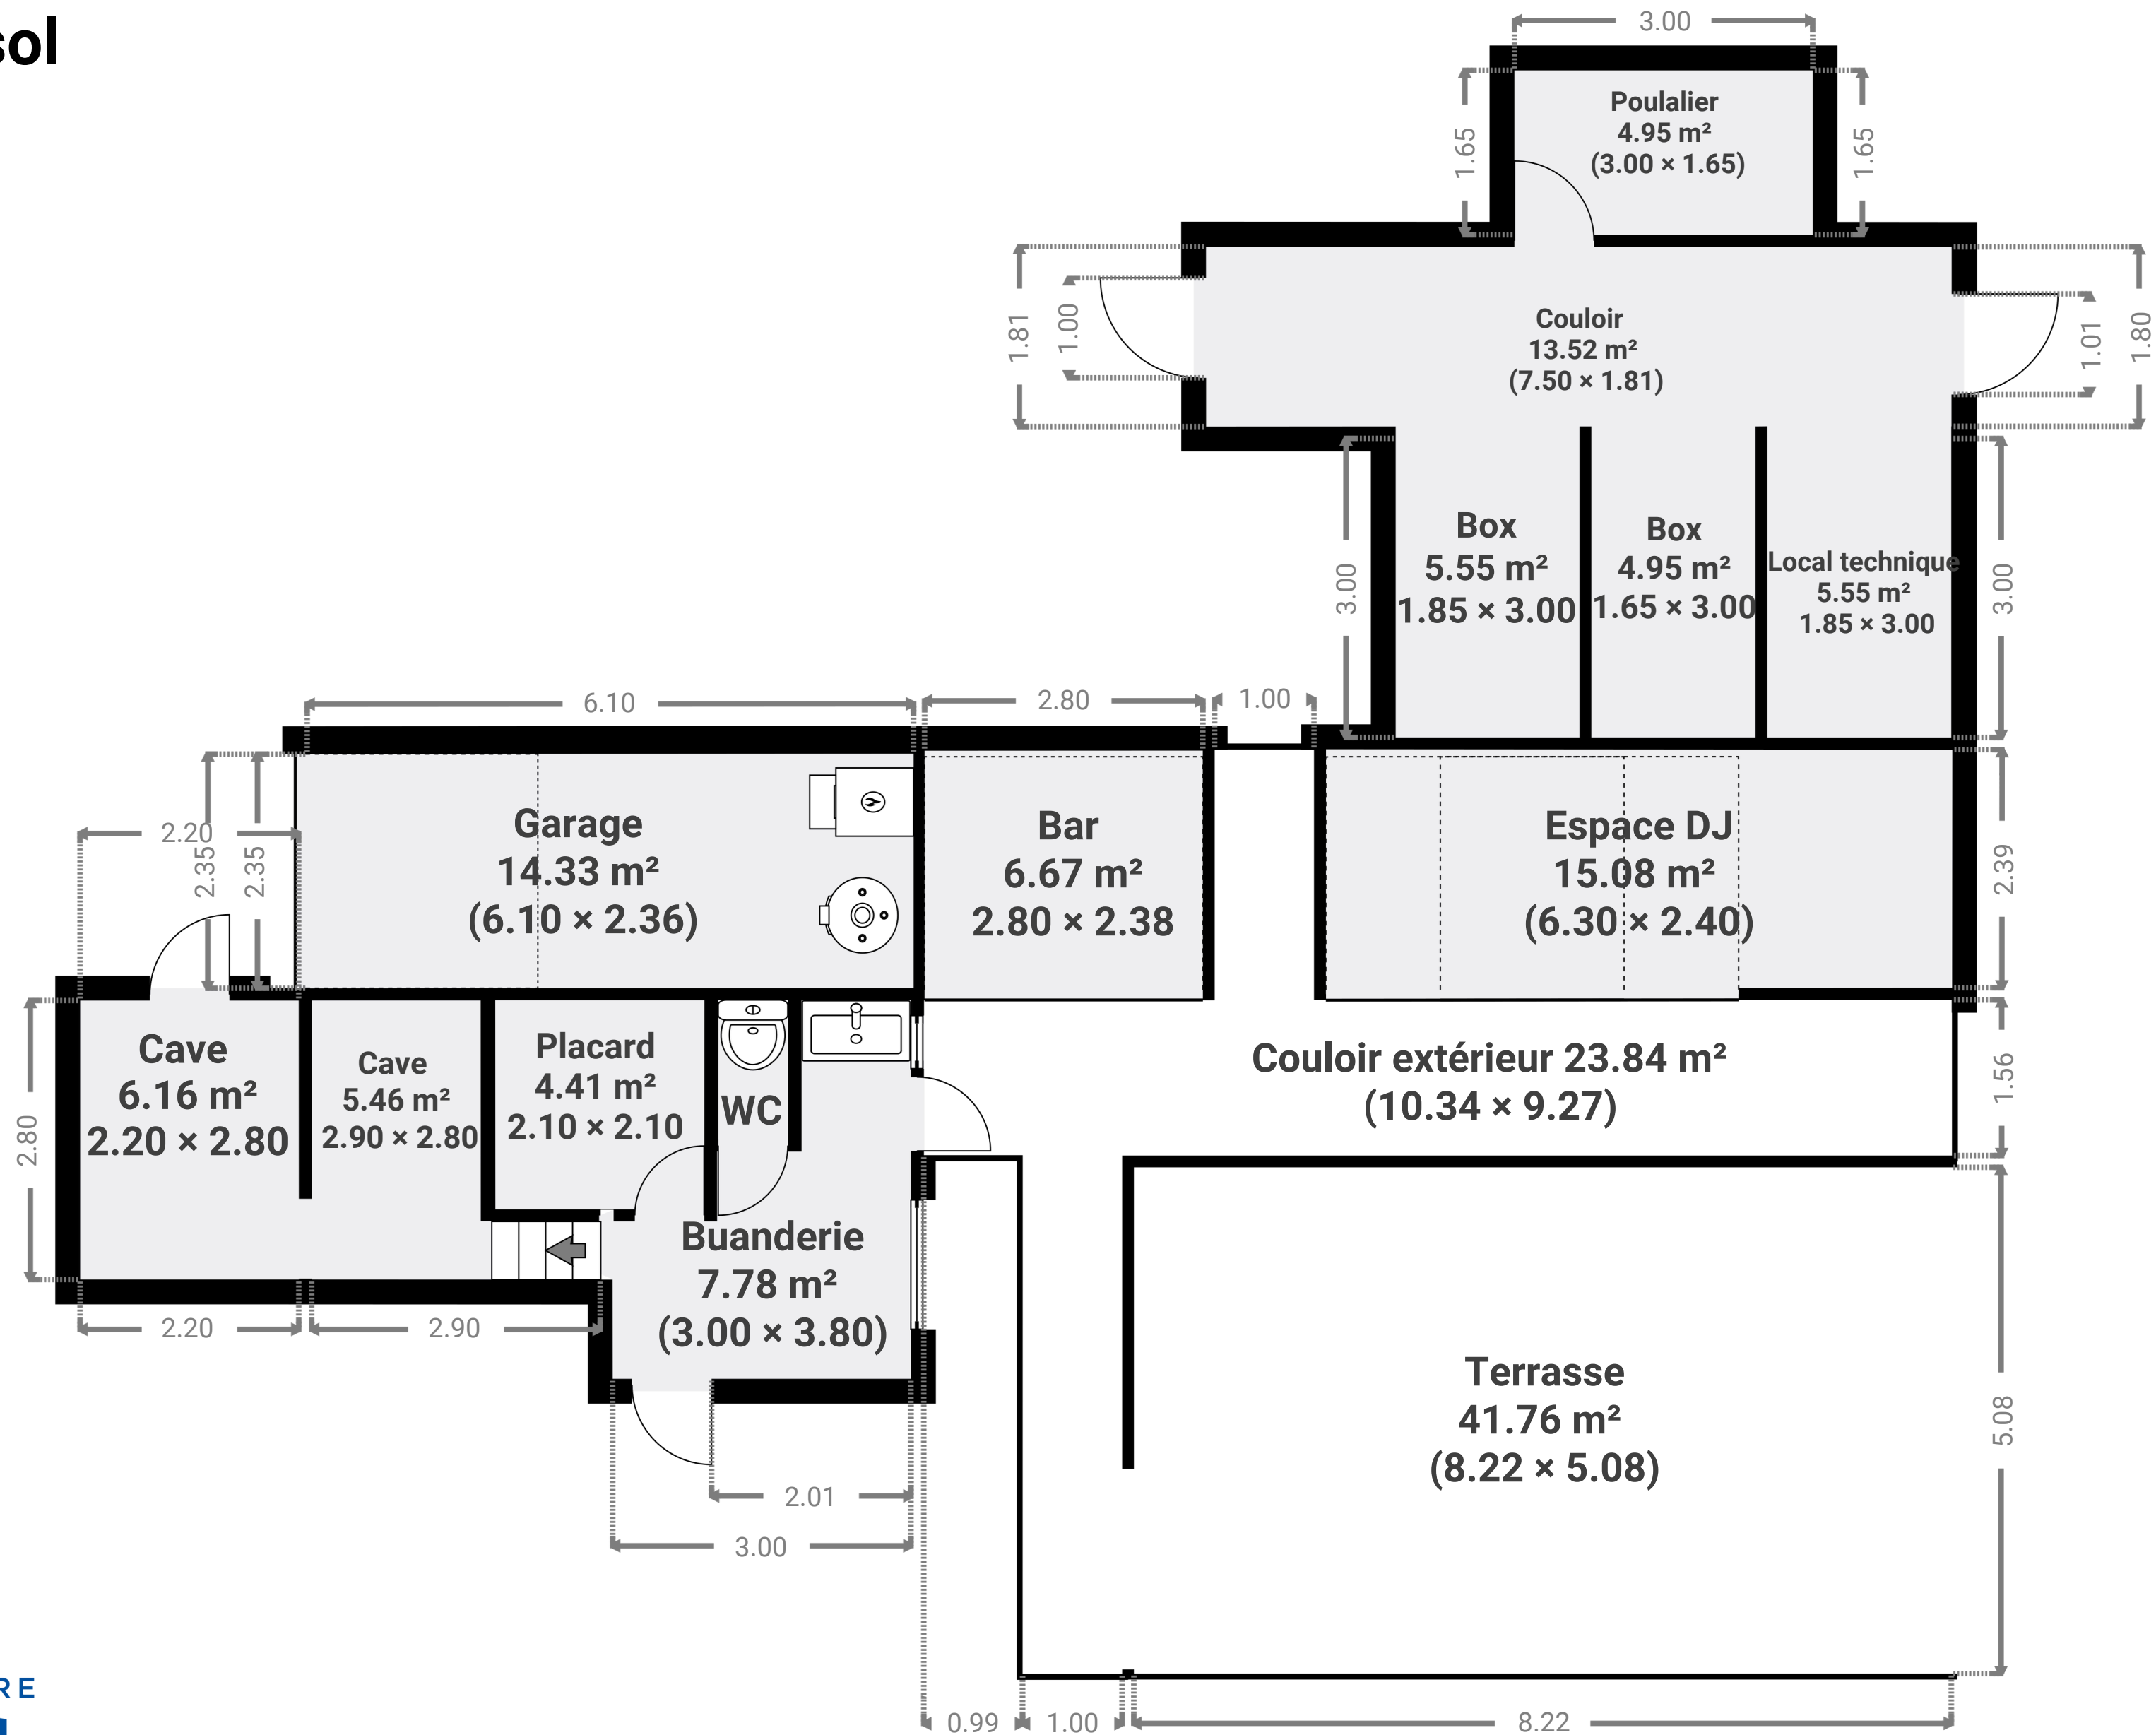 sol
3.00
Poulalier
4.95 m²
(3.00 × 1.65)
1.65
1.65
1.81
1.00
Couloir
13.52 m²
(7.50 × 1.81)
1.01
1.80
3.00
Box
5.55 m²
1.85 × 3.00
Box
4.95 m²
1.65 × 3.00
Local technique
5.55 m²
1.85 × 3.00
3.00
6.10
2.80
1.00
2.20
2.35
2.35
Garage
14.33 m²
(6.10 × 2.36)
Bar
6.67 m²
2.80 × 2.38
Espace DJ
15.08 m²
(6.30 × 2.40)
2.39
2.80
Cave
6.16 m²
2.20 × 2.80
Cave
5.46 m²
2.90 × 2.80
Placard
4.41 m²
2.10 × 2.10
WC
Couloir extérieur 23.84 m²
(10.34 × 9.27)
1.56
Buanderie
7.78 m²
(3.00 × 3.80)
2.20
2.90
Terrasse
41.76 m²
(8.22 × 5.08)
5.08
2.01
3.00
RE
0.99
1.00
8.22